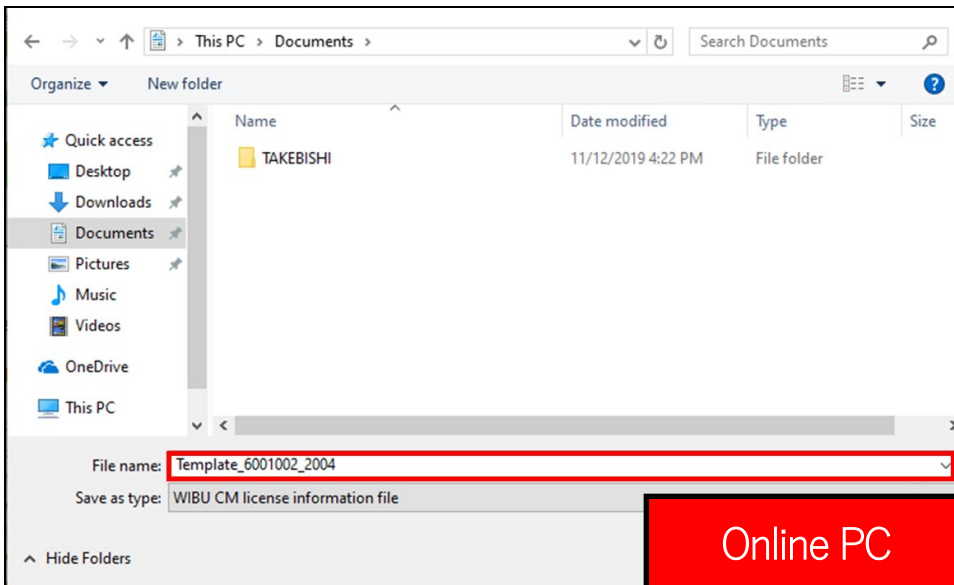 This PC > Documents >
Search Documents
Organize
New folder
Name
Date modified
Type
Size
Quick access
Desktop
Downloads
Documents
Pictures
Music
Videos
OneDrive
This PC
TAKEBISHI
11/12/2019 4:22 PM
File folder
File name: Template_6001002_2004
Save as type: WIBU CM license information file
Hide Folders
Online PC